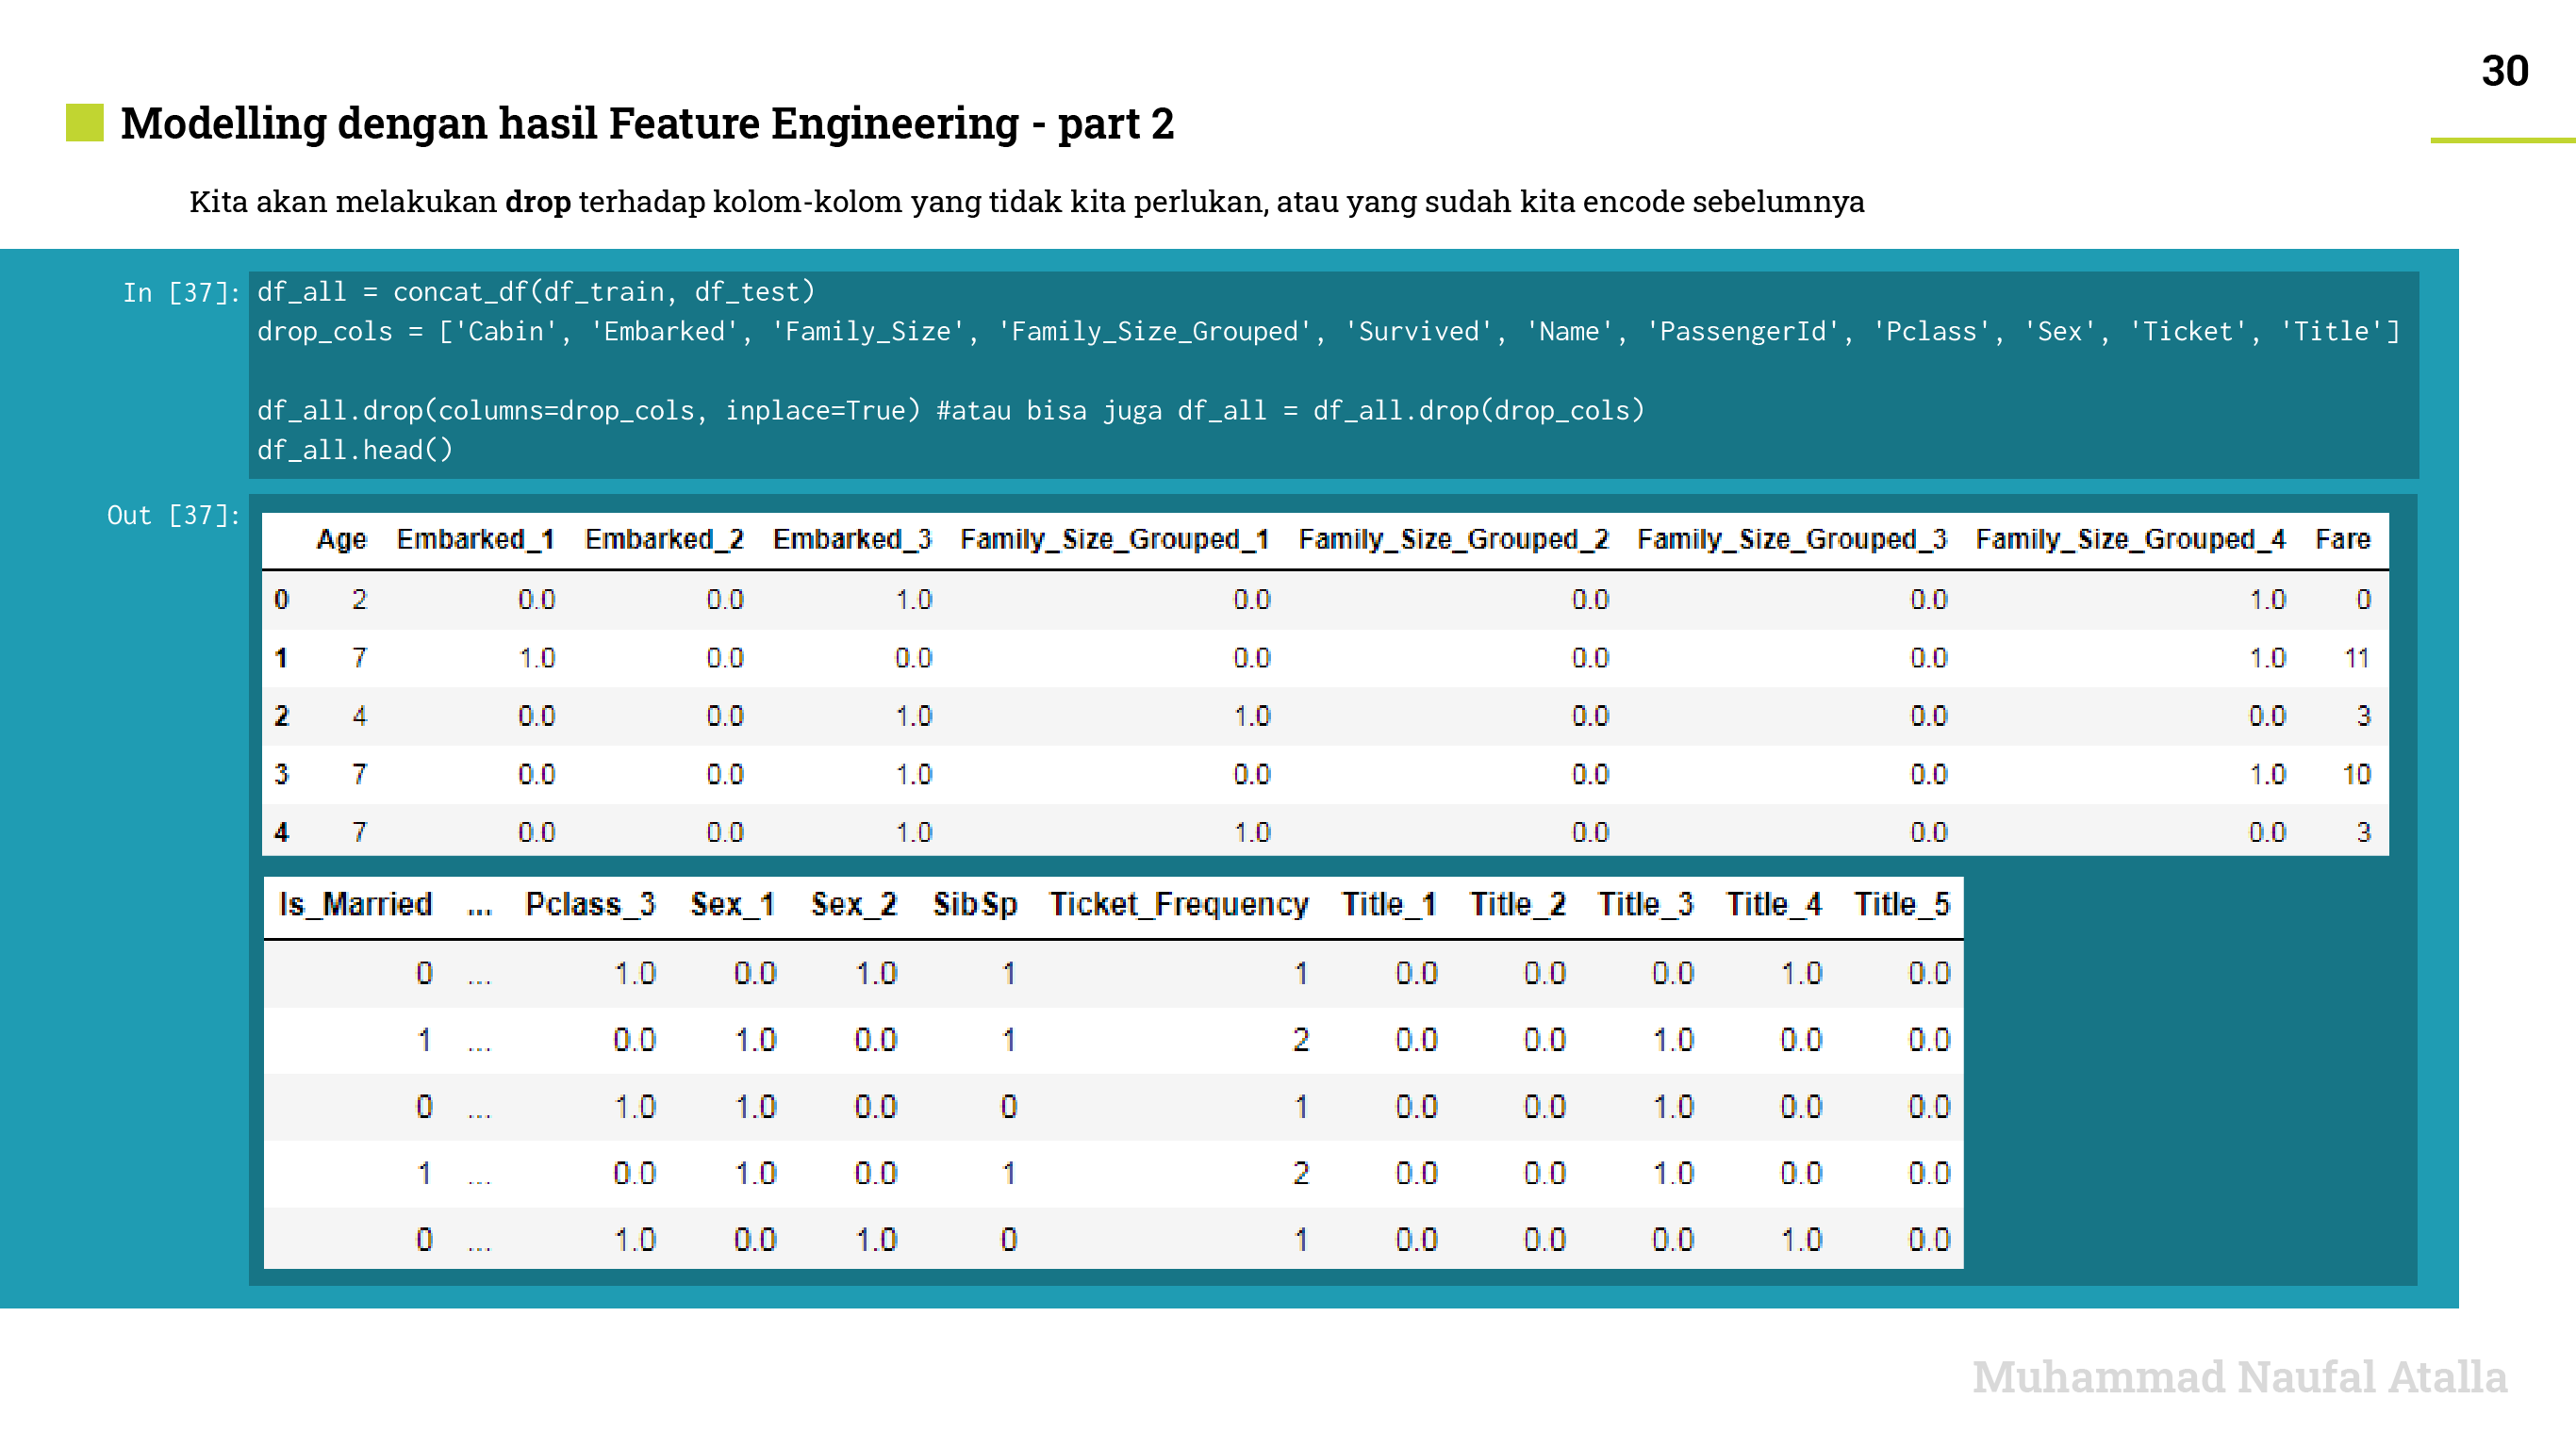 30
Modelling dengan hasil Feature Engineering - part 2
Kita akan melakukan drop terhadap kolom-kolom yang tidak kita perlukan, atau yang sudah kita encode sebelumnya
In [37]: df_all = concat_df(df_train, df_test)
drop_cols = ['Cabin', 'Embarked', 'Family_Size', 'Family_Size_Grouped', 'Survived', 'Name', 'PassengerId', 'Pclass', 'Sex', 'Ticket', 'Title']
df_all.drop(columns=drop_cols, inplace=True) #atau bisa juga df_all = df_all.drop(drop_cols)
df_all.head()
Out [37]:
Age Embarked_1 Embarked_2 Embarked_3 Family_Size_Grouped_1 Family_Size_Grouped_2 Family_Size_Grouped_3 Family_Size_Grouped_4 Fare
0 2 0.0 0.0 1.0 0.0 0.0 0.0 1.0 0
1 7 1.0 0.0 0.0 0.0 0.0 0.0 1.0 11
2 4 0.0 0.0 1.0 1.0 0.0 0.0 0.0 3
3 7 0.0 0.0 1.0 0.0 0.0 0.0 1.0 10
4 7 0.0 0.0 1.0 1.0 0.0 0.0 0.0 3
Is_Married ... Pclass_3 Sex_1 Sex_2 SibSp Ticket_Frequency Title_1 Title_2 Title_3 Title_4 Title_5
0 ... 1.0 0.0 1.0 1 1 0.0 0.0 0.0 1.0 0.0
1 ... 0.0 1.0 0.0 1 2 0.0 0.0 1.0 0.0 0.0
0 ... 1.0 1.0 0.0 0 1 0.0 0.0 1.0 0.0 0.0
1 ... 0.0 1.0 0.0 1 2 0.0 0.0 1.0 0.0 0.0
0 ... 1.0 0.0 1.0 0 1 0.0 0.0 0.0 1.0 0.0
Muhammad Naufal Atalla